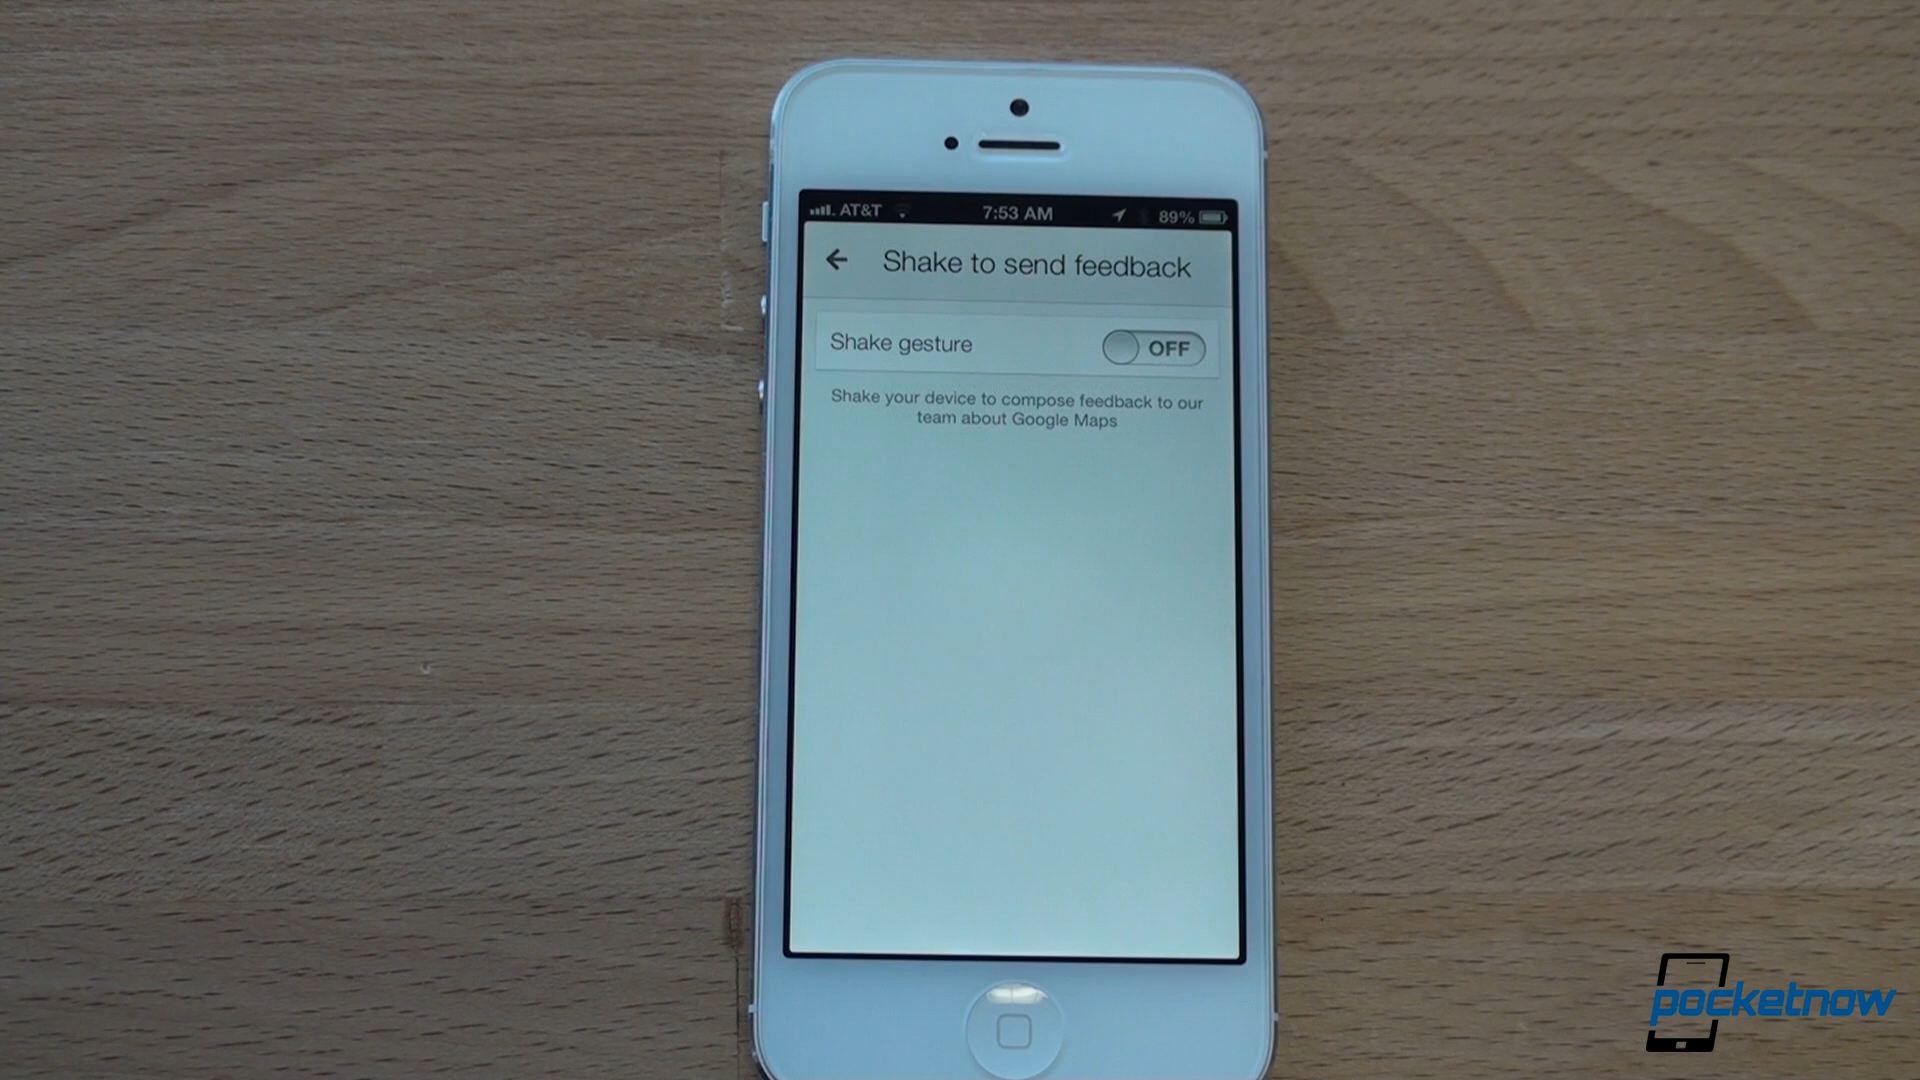 AT&T 7:53 AM 89%
Shake to send feedback
Shake gesture OFF
Shake your device to compose feedback to our
team about Google Maps
pocketnow